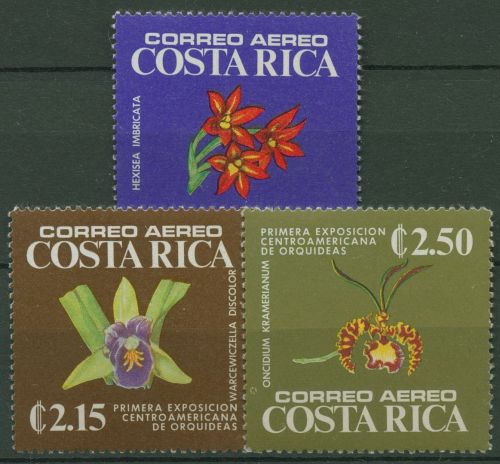 CORREO AEREO
COSTA RICA
HEXISEA IMBRICATA
CORREO AEREO
COSTA RICA
WARCEWICZELLA DISCOLOR
₡2.15
PRIMERA EXPOSICION
CENTROAMERICANA
DE ORQUIDEAS
PRIMERA EXPOSICION
CENTROAMERICANA
DE ORQUIDEAS
₡2.50
ONCIDIUM KRAMERIANUM
CORREO AEREO
COSTA RICA